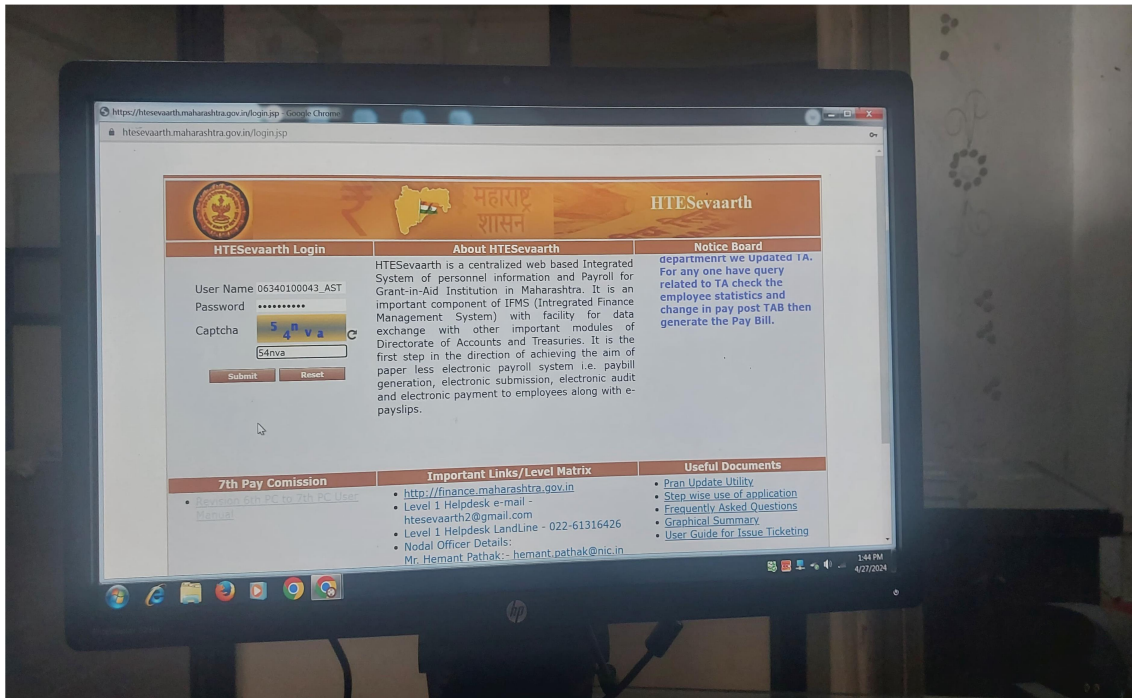 https://htesevaarth.maharashtra.gov.in/login.jsp - Google Chrome
htesevaarth.maharashtra.gov.in/login.jsp
महाराष्ट्र
शासन
HTESevaarth
HTESevaarth Login
User Name 06340100043_AST
Password ••••••••••
Captcha 54nva
54nva
Submit Reset
About HTESevaarth
HTESevaarth is a centralized web based Integrated
System of personnel information and Payroll for
Grant-in-Aid Institution in Maharashtra. It is an
important component of IFMS (Intregrated Finance
Management System) with facility for data
exchange with other important modules of
Directorate of Accounts and Treasuries. It is the
first step in the direction of achieving the aim of
paper less electronic payroll system i.e. paybill
generation, electronic submission, electronic audit
and electronic payment to employees along with e-
payslips.
Notice Board
departmenrt we Updated TA.
For any one have query
related to TA check the
employee statistics and
change in pay post TAB then
generate the Pay Bill.
7th Pay Comission
Revision 6th PC to 7th PC User
Manual
Important Links/Level Matrix
http://finance.maharashtra.gov.in
Level 1 Helpdesk e-mail -
htesevaarth2@gmail.com
Level 1 Helpdesk LandLine - 022-61316426
Nodal Officer Details:
Mr. Hemant Pathak:- hemant.pathak@nic.in
Useful Documents
Pran Update Utility
Step wise use of application
Frequently Asked Questions
Graphical Summary
User Guide for Issue Ticketing
1:44 PM
4/27/2024
hp